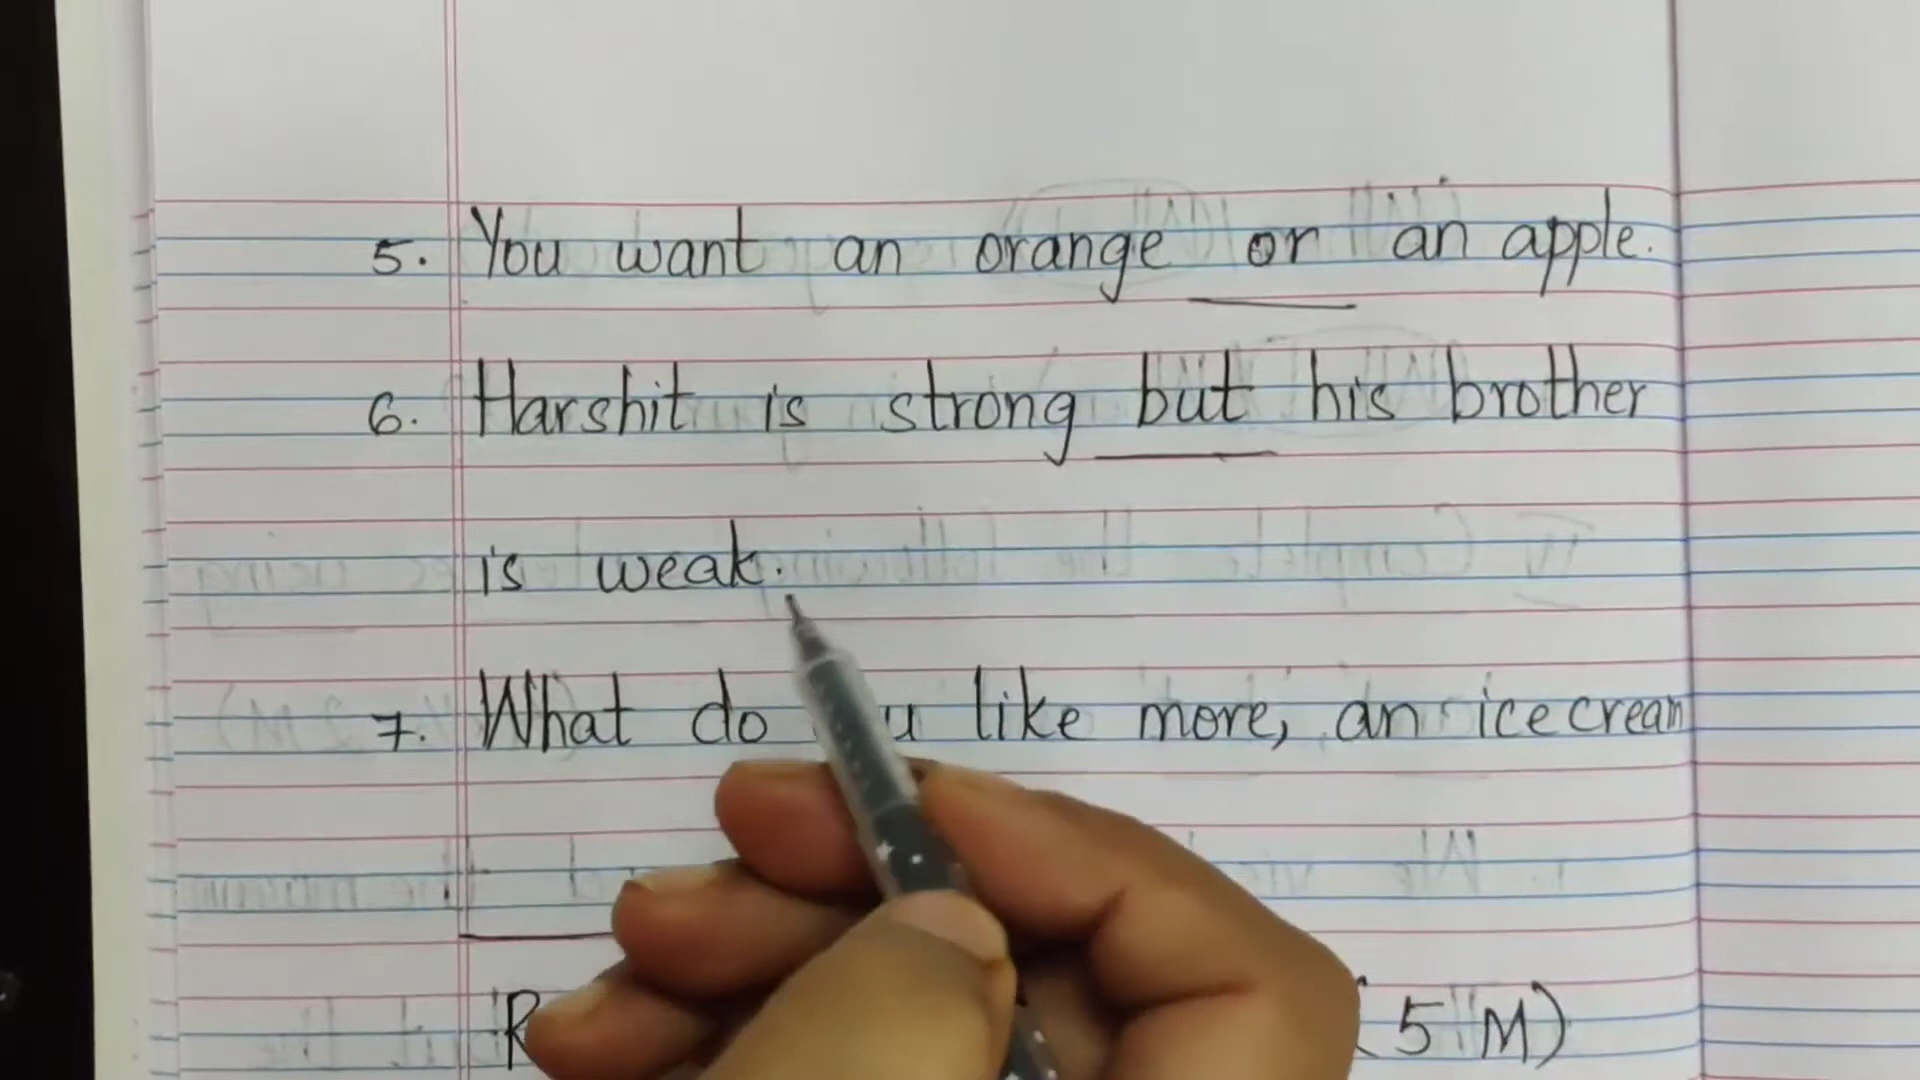 5. You want an orange or an apple.
6. Harshit is strong but his brother
is weak.
7. What do like more, an ice cream
(5 M)